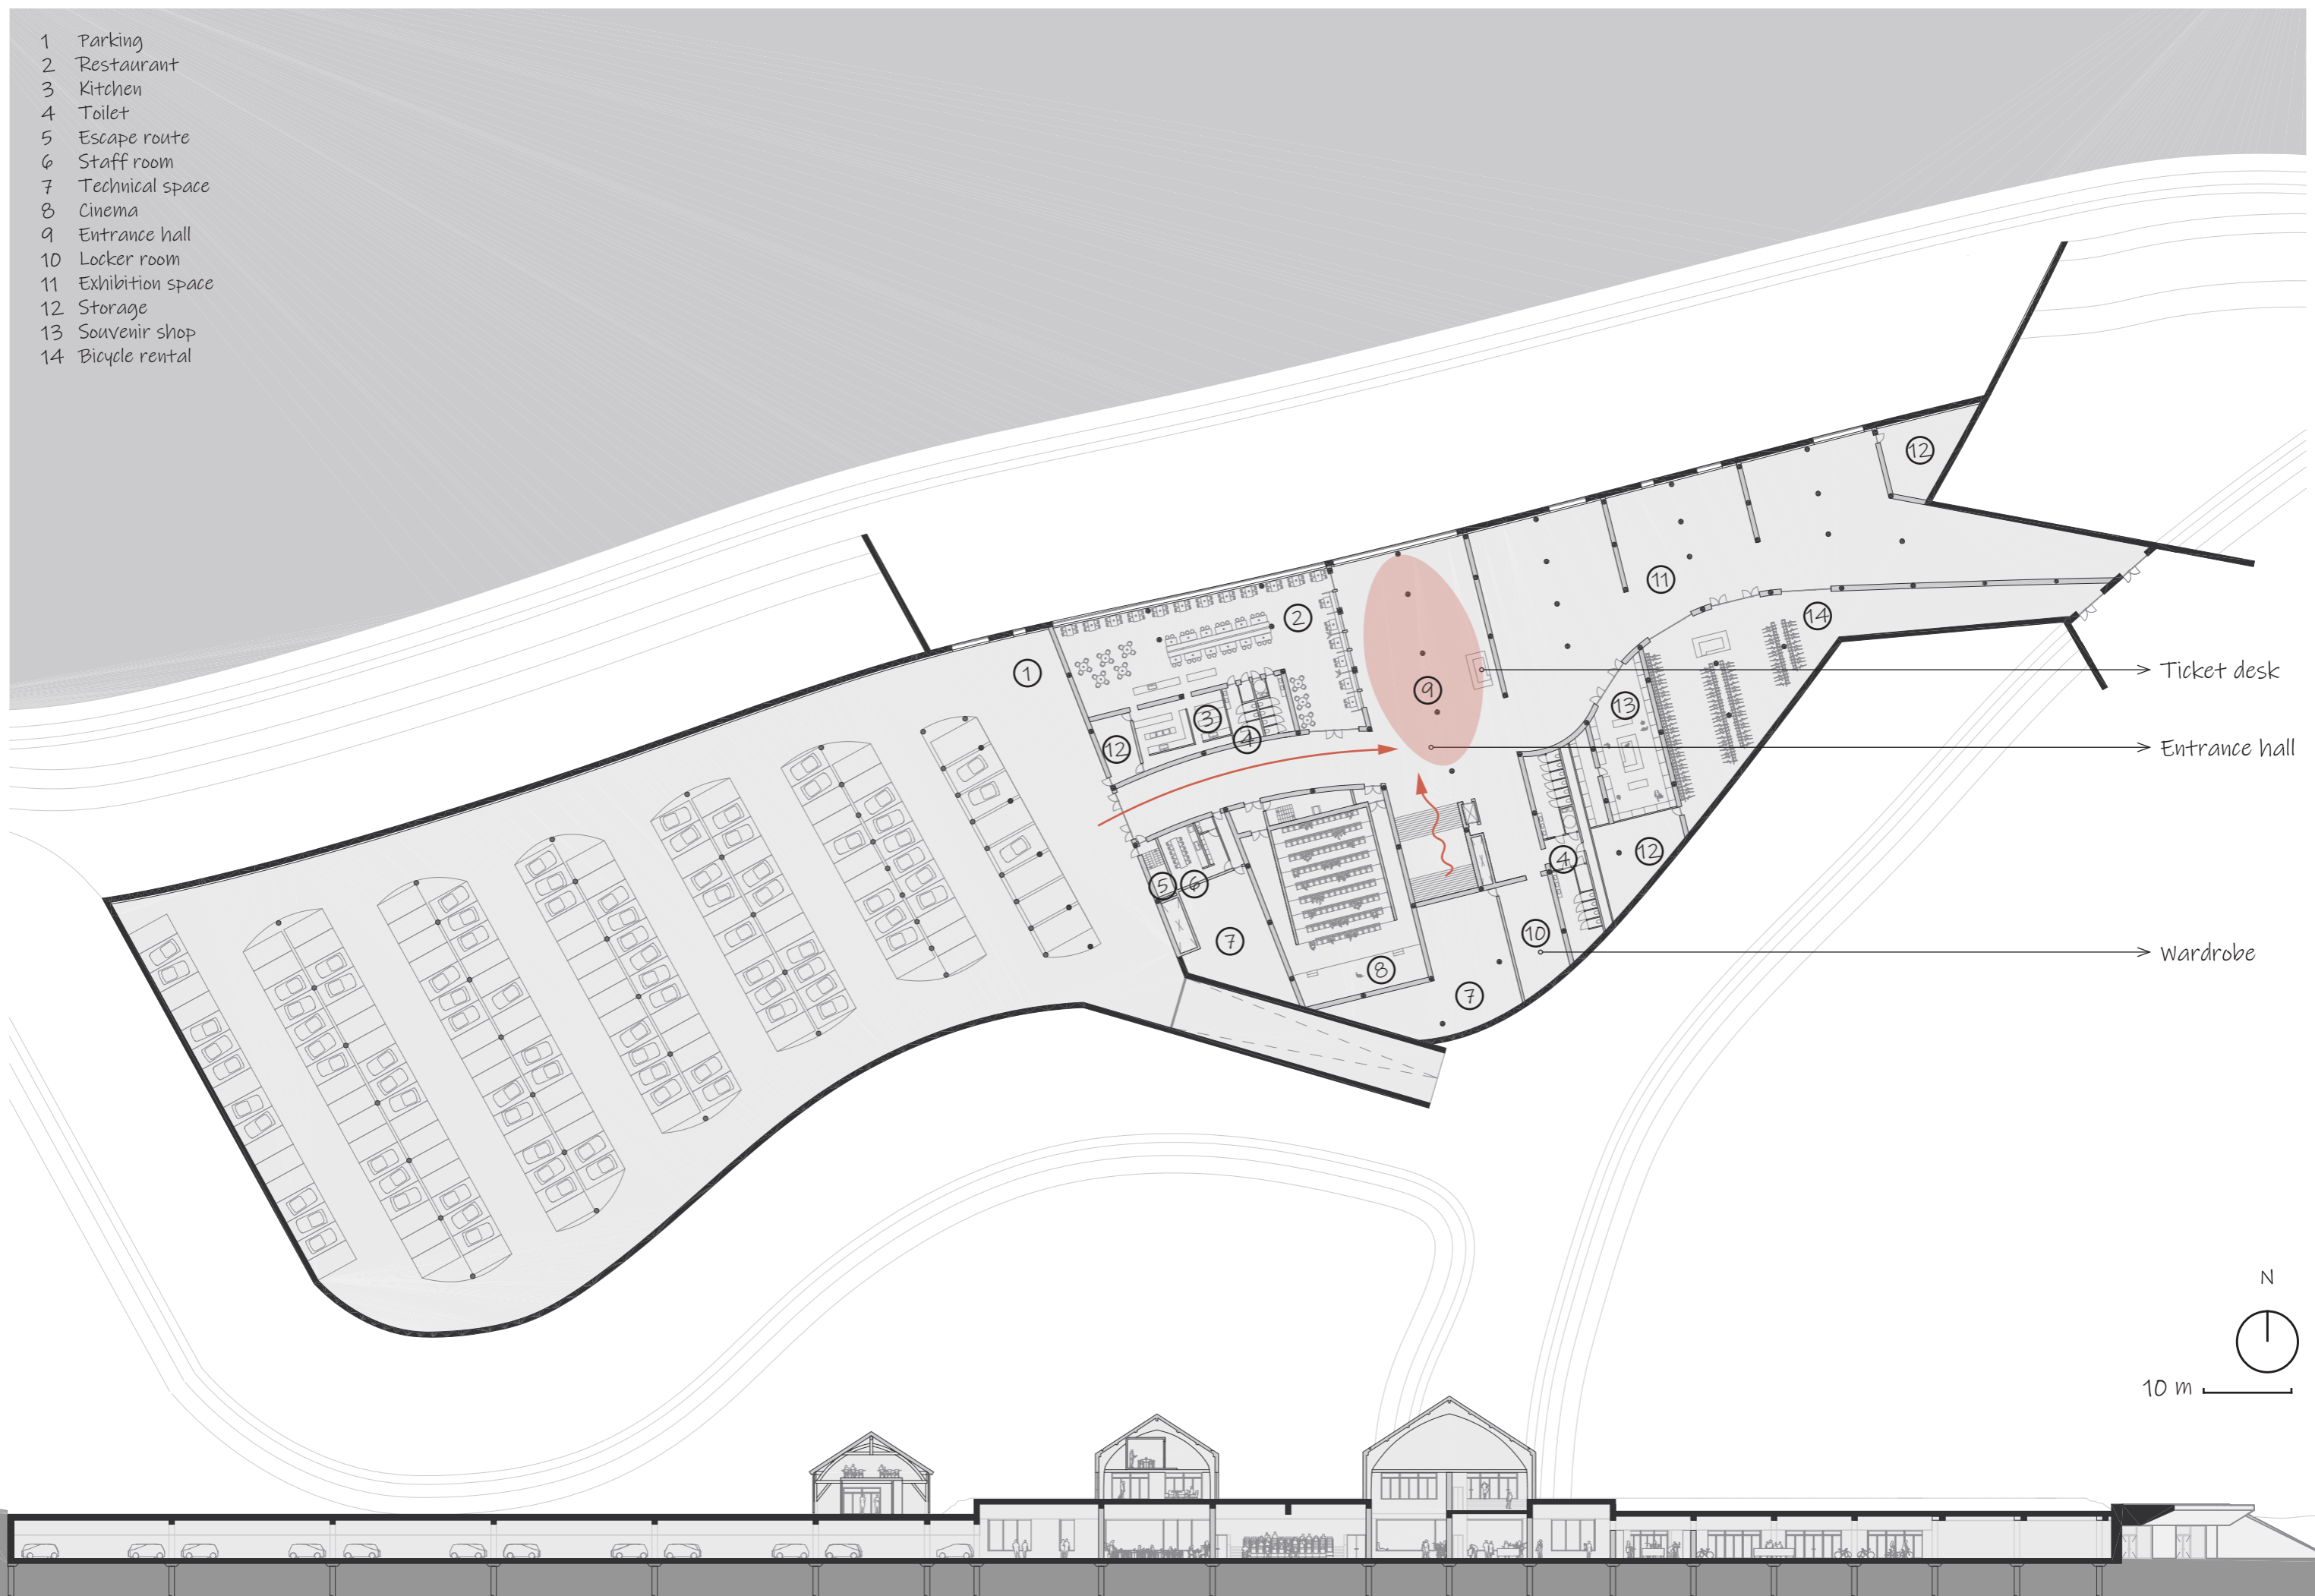 1 Parking
2 Restaurant
3 Kitchen
4 Toilet
5 Escape route
6 Staff room
7 Technical space
8 Cinema
9 Entrance hall
10 Locker room
11 Exhibition space
12 Storage
13 Souvenir shop
14 Bicycle rental
12
11
14
2
1
Ticket desk
9
13
3
4
12
Entrance hall
12
4
5
6
10
7
Wardrobe
8
7
N
10 m